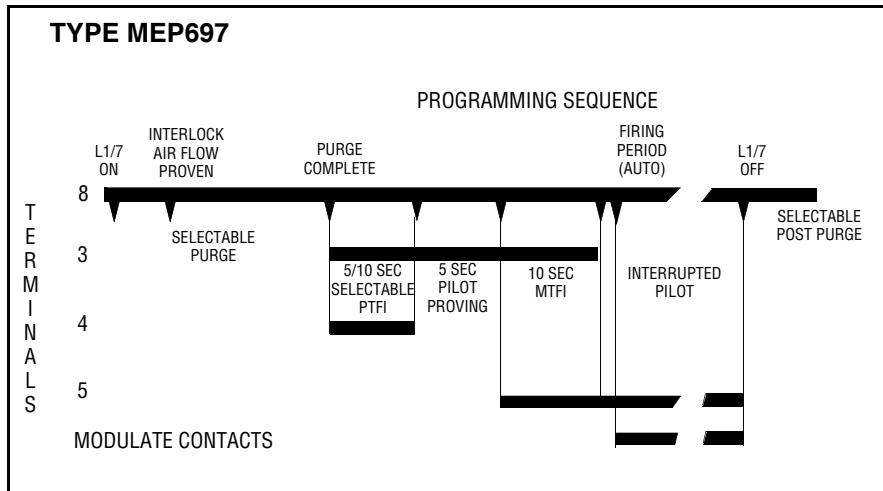 TYPE MEP697
PROGRAMMING SEQUENCE
L1/7
ON
INTERLOCK
AIR FLOW
PROVEN
PURGE
COMPLETE
FIRING
PERIOD
(AUTO)
L1/7
OFF
TERMINALS
8
SELECTABLE
PURGE
SELECTABLE
POST PURGE
3
5/10 SEC
SELECTABLE
PTFI
5 SEC
PILOT
PROVING
10 SEC
MTFI
INTERRUPTED
PILOT
4
5
MODULATE CONTACTS